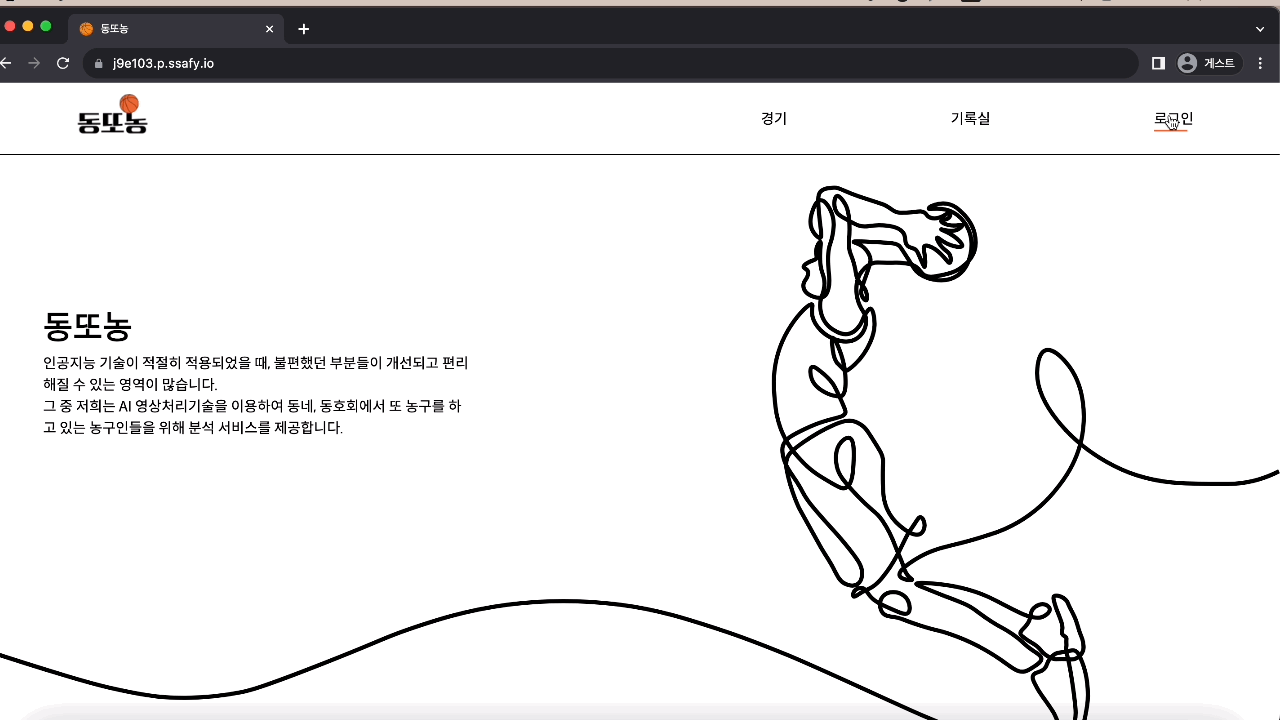 동또농
j9e103.p.ssafy.io
게스트
동또농
경기
기록실
로그인
동또농
인공지능 기술이 적절히 적용되었을 때, 불편했던 부분들이 개선되고 편리
해질 수 있는 영역이 많습니다.
그 중 저희는 AI 영상처리기술을 이용하여 동네, 동호회에서 또 농구를 하
고 있는 농구인들을 위해 분석 서비스를 제공합니다.